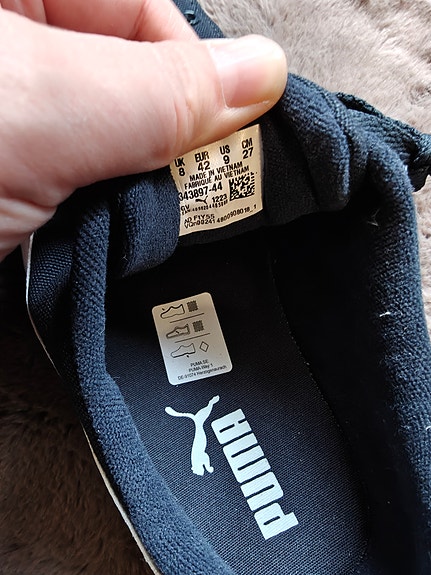 UK EUR US CM
8 42 9 27
MADE IN VIETNAM
FABRIQUÉ AU VIETNAM
343897-44
1223
PUMA SE
PUMA Way 1
DE-91074 Herzogenaurach
PUMA